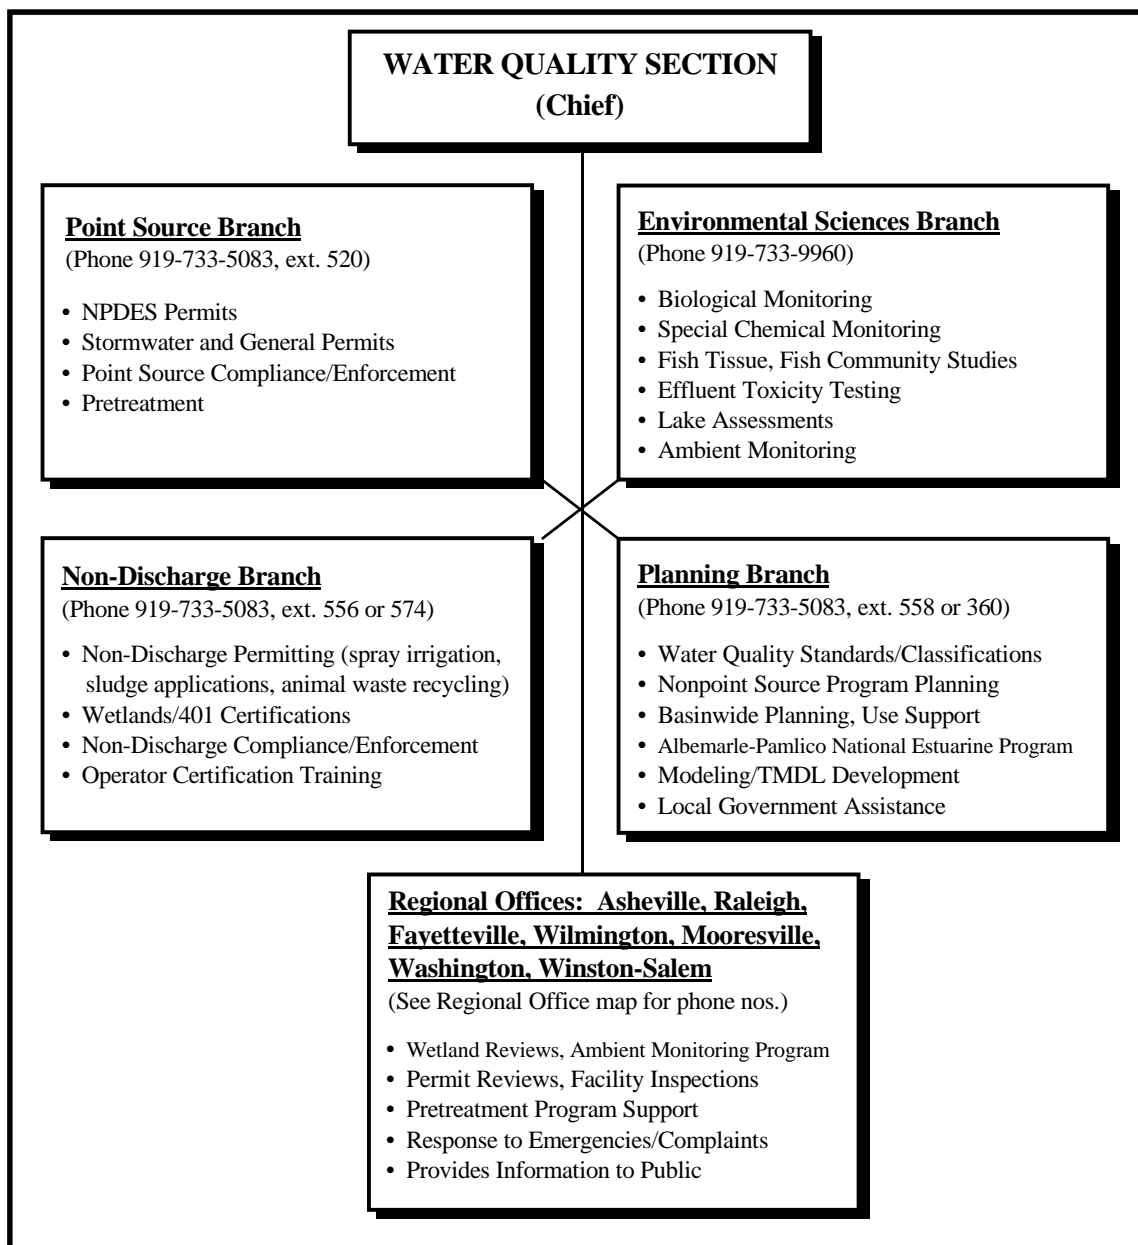 WATER QUALITY SECTION
(Chief)
Point Source Branch
(Phone 919-733-5083, ext. 520)
• NPDES Permits
• Stormwater and General Permits
• Point Source Compliance/Enforcement
• Pretreatment
Environmental Sciences Branch
(Phone 919-733-9960)
• Biological Monitoring
• Special Chemical Monitoring
• Fish Tissue, Fish Community Studies
• Effluent Toxicity Testing
• Lake Assessments
• Ambient Monitoring
Non-Discharge Branch
(Phone 919-733-5083, ext. 556 or 574)
• Non-Discharge Permitting (spray irrigation,
sludge applications, animal waste recycling)
• Wetlands/401 Certifications
• Non-Discharge Compliance/Enforcement
• Operator Certification Training
Planning Branch
(Phone 919-733-5083, ext. 558 or 360)
• Water Quality Standards/Classifications
• Nonpoint Source Program Planning
• Basinwide Planning, Use Support
• Albemarle-Pamlico National Estuarine Program
• Modeling/TMDL Development
• Local Government Assistance
Regional Offices: Asheville, Raleigh,
Fayetteville, Wilmington, Mooresville,
Washington, Winston-Salem
(See Regional Office map for phone nos.)
• Wetland Reviews, Ambient Monitoring Program
• Permit Reviews, Facility Inspections
• Pretreatment Program Support
• Response to Emergencies/Complaints
• Provides Information to Public